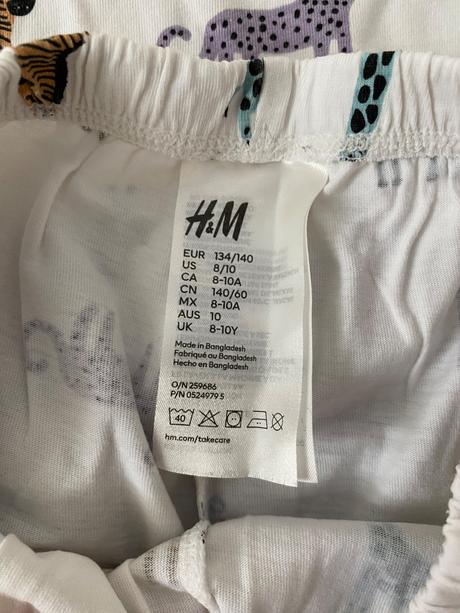 H&M
EUR 134/140
US 8/10
CA 8-10A
CN 140/60
MX 8-10A
AUS 10
UK 8-10Y
Made in Bangladesh
Fabriqué au Bangladesh
Hecho en Bangladesh
O/N 259686
P/N 0524979 5
40
hm.com/takecare